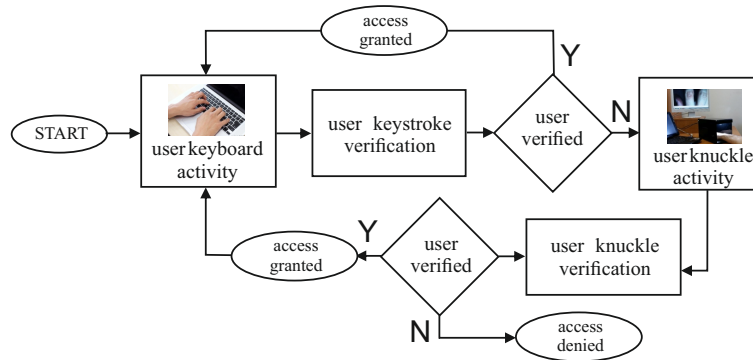 access
granted
Y
START
user keyboard
activity
user keystroke
verification
user
verified
N
user knuckle
activity
access
granted
Y
user
verified
user knuckle
verification
N
access
denied